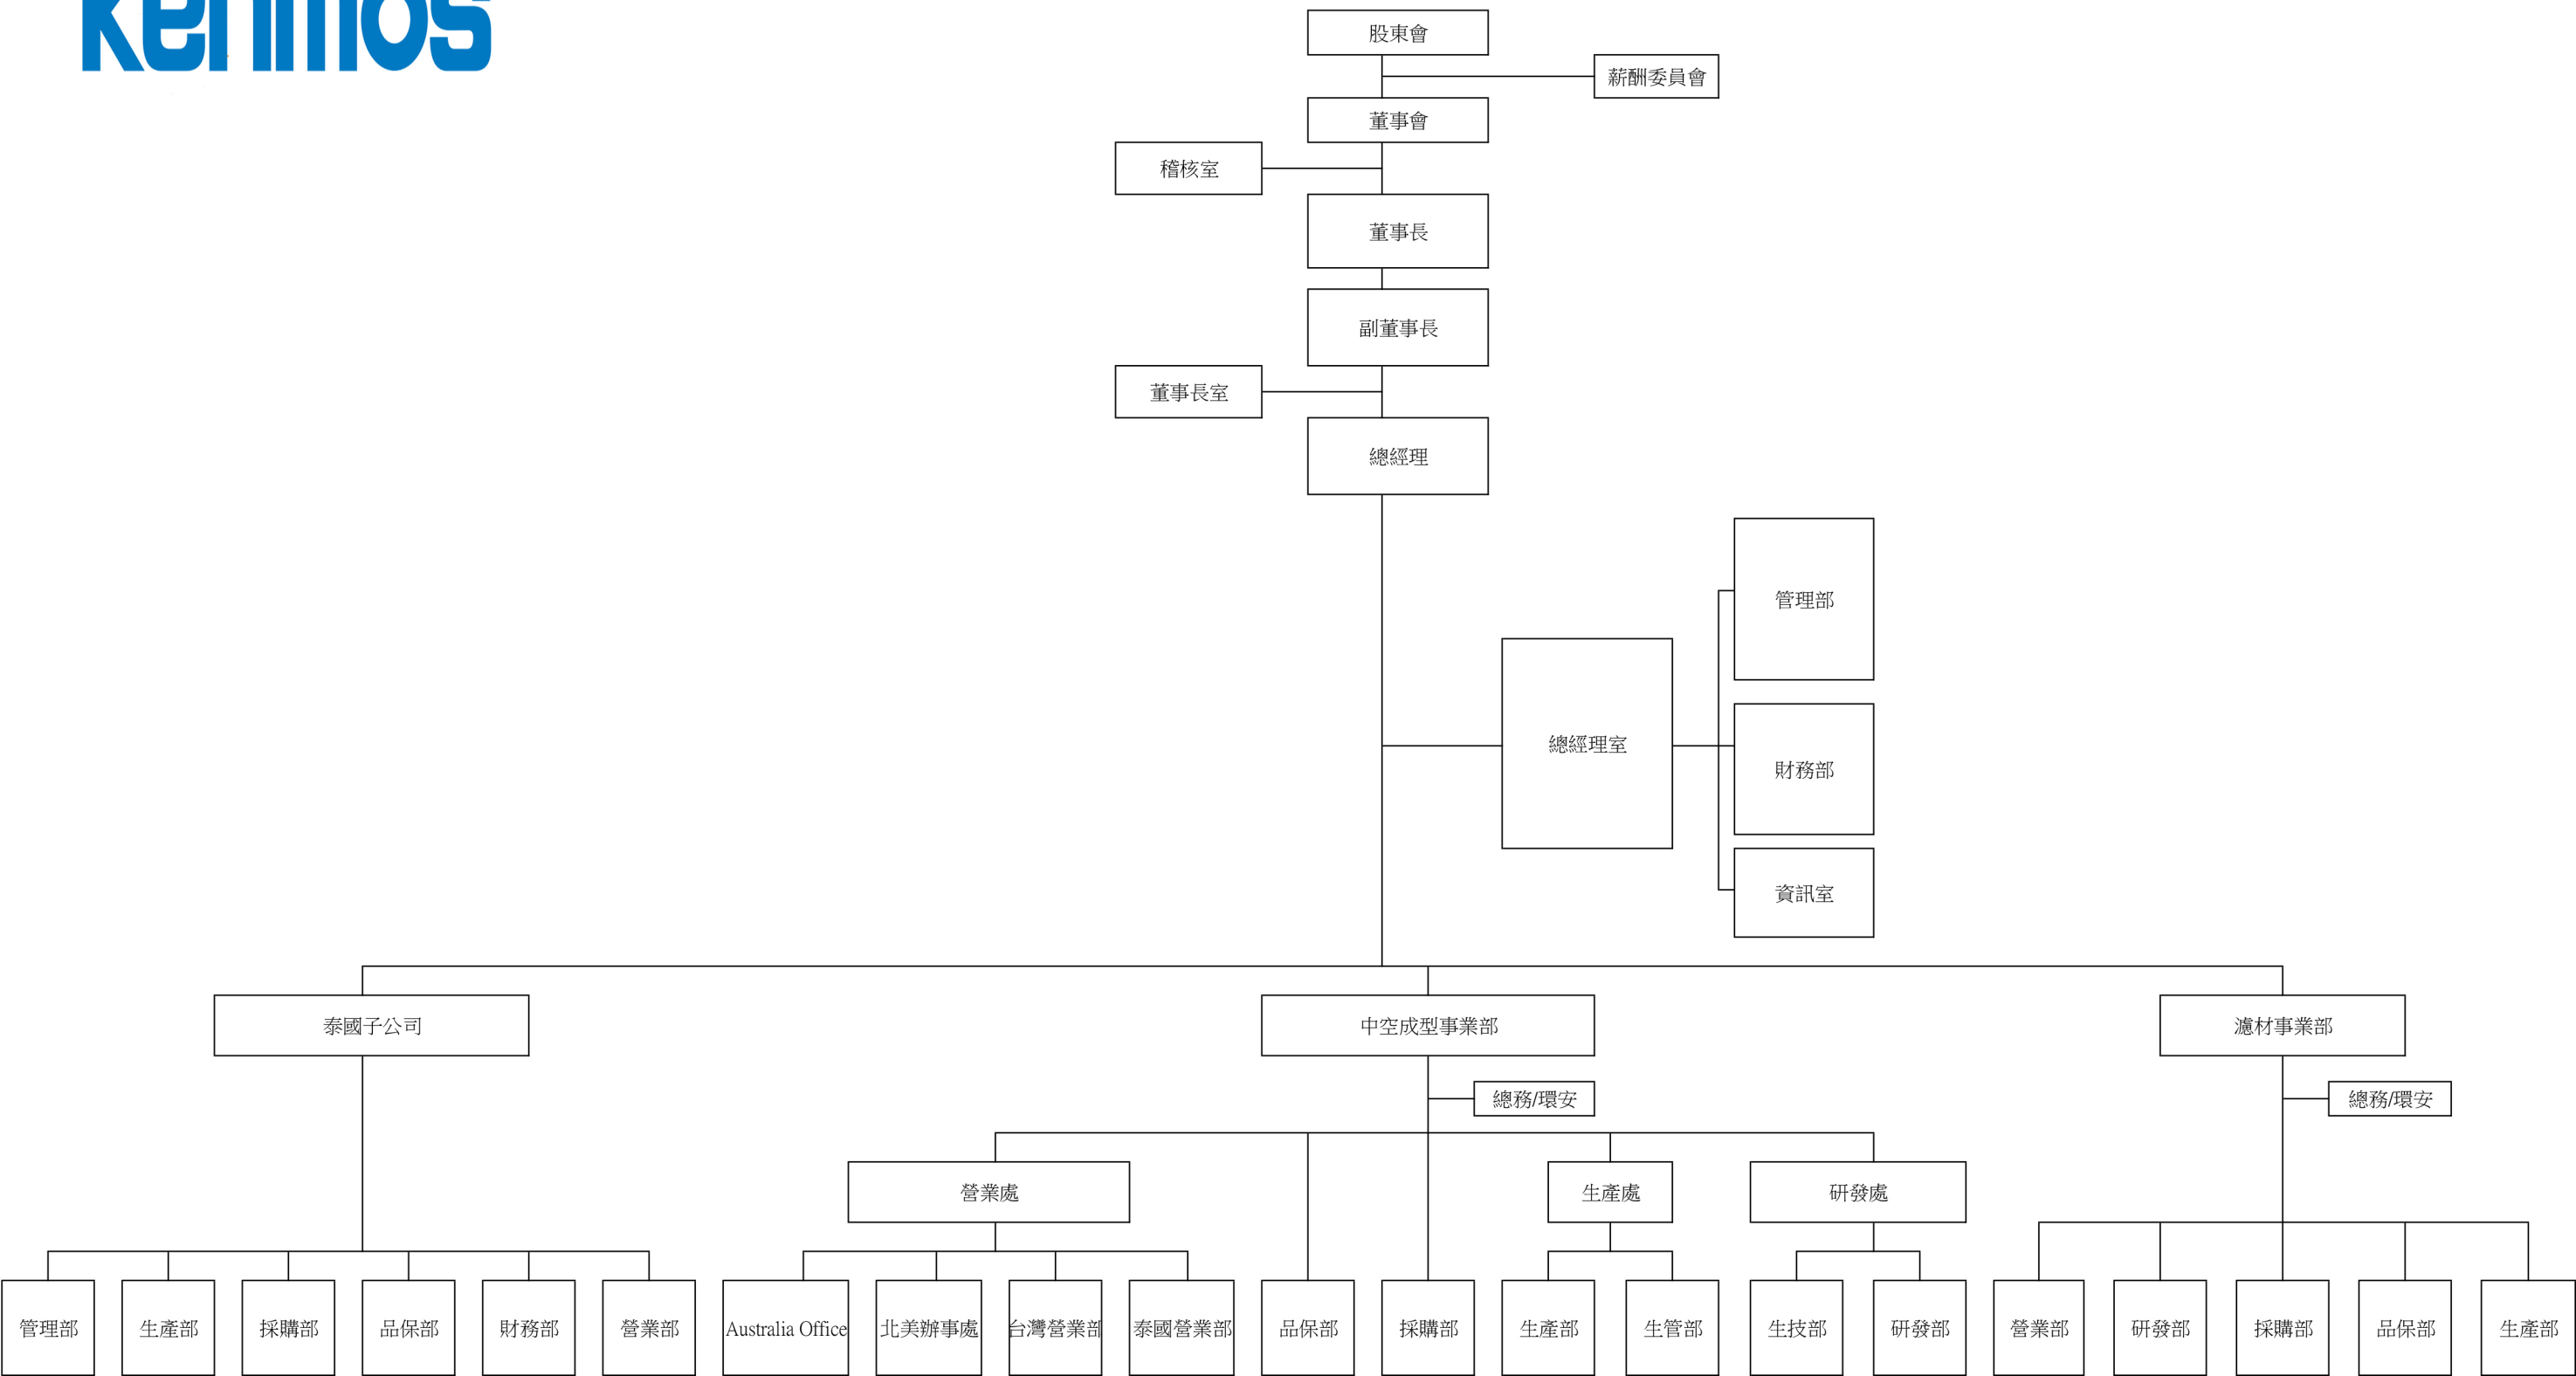 kenmos
股東會
薪酬委員會
董事會
稽核室
董事長
副董事長
董事長室
總經理
管理部
總經理室
財務部
資訊室
泰國子公司
中空成型事業部
濾材事業部
總務/環安
總務/環安
營業處
生產處
研發處
管理部
生產部
採購部
品保部
財務部
營業部
Australia Office
北美辦事處
台灣營業部
泰國營業部
品保部
採購部
生產部
生管部
生技部
研發部
營業部
研發部
採購部
品保部
生產部